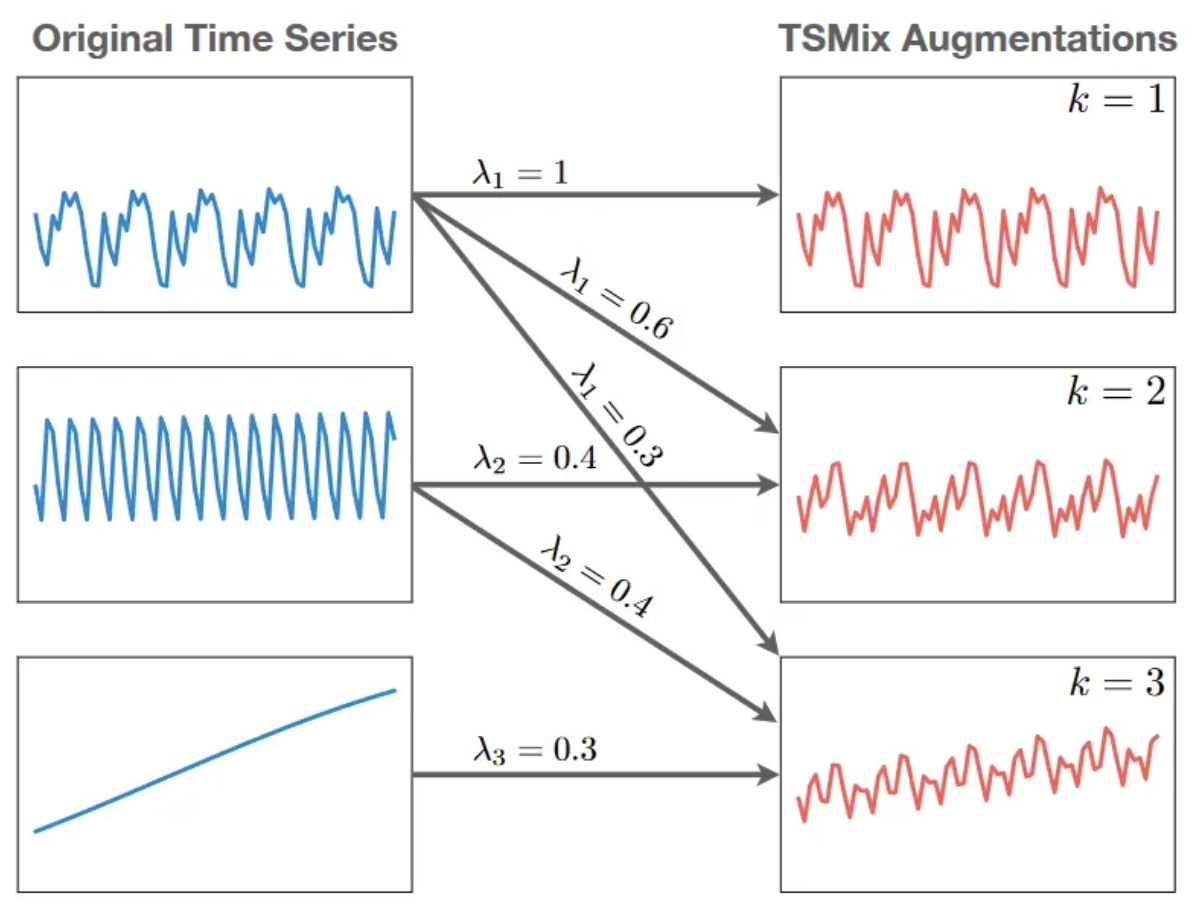 Original Time Series
TSMix Augmentations
k = 1
λ₁ = 1
λ₁ = 0.6
λ₁ = 0.3
k = 2
λ₂ = 0.4
λ₂ = 0.4
k = 3
λ₃ = 0.3